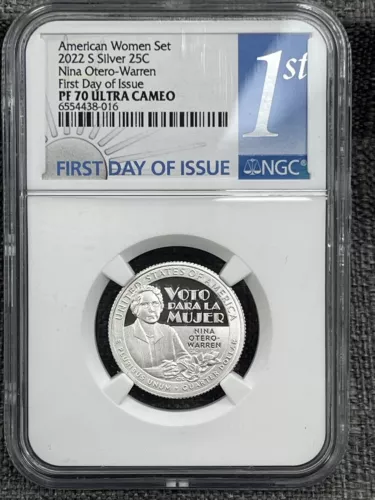 American Women Set
2022 S Silver 25C
Nina Otero-Warren
First Day of Issue
PF 70 ULTRA CAMEO
6554438-016
1st
FIRST DAY OF ISSUE
NGC
UNITED STATES OF AMERICA
VOTO
PARA LA
MUJER
NINA
OTERO-
WARREN
E PLURIBUS UNUM • QUARTER DOLLAR